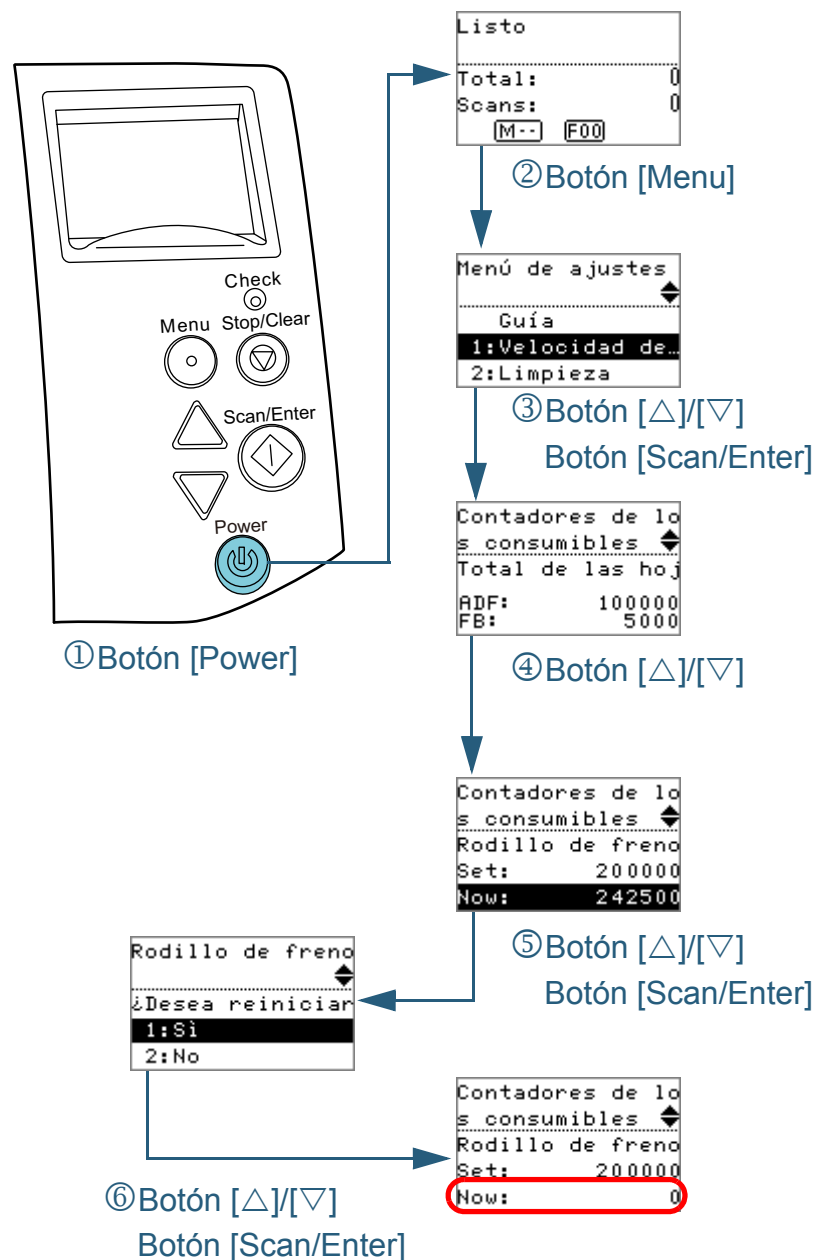 Check
Menu Stop/Clear
Scan/Enter
Power
①Botón [Power]
Listo
Total: 0
Scans: 0
M-- F00
②Botón [Menu]
Menú de ajustes
Guía
1:Velocidad de…
2:Limpieza
③Botón [△]/[▽]
Botón [Scan/Enter]
Contadores de lo
s consumibles
Total de las hoj
ADF: 100000
FB: 5000
④Botón [△]/[▽]
Contadores de lo
s consumibles
Rodillo de freno
Set: 200000
Now: 242500
⑤Botón [△]/[▽]
Botón [Scan/Enter]
Rodillo de freno
¿Desea reiniciar
1:Sì
2:No
⑥Botón [△]/[▽]
Botón [Scan/Enter]
Contadores de lo
s consumibles
Rodillo de freno
Set: 200000
Now: 0